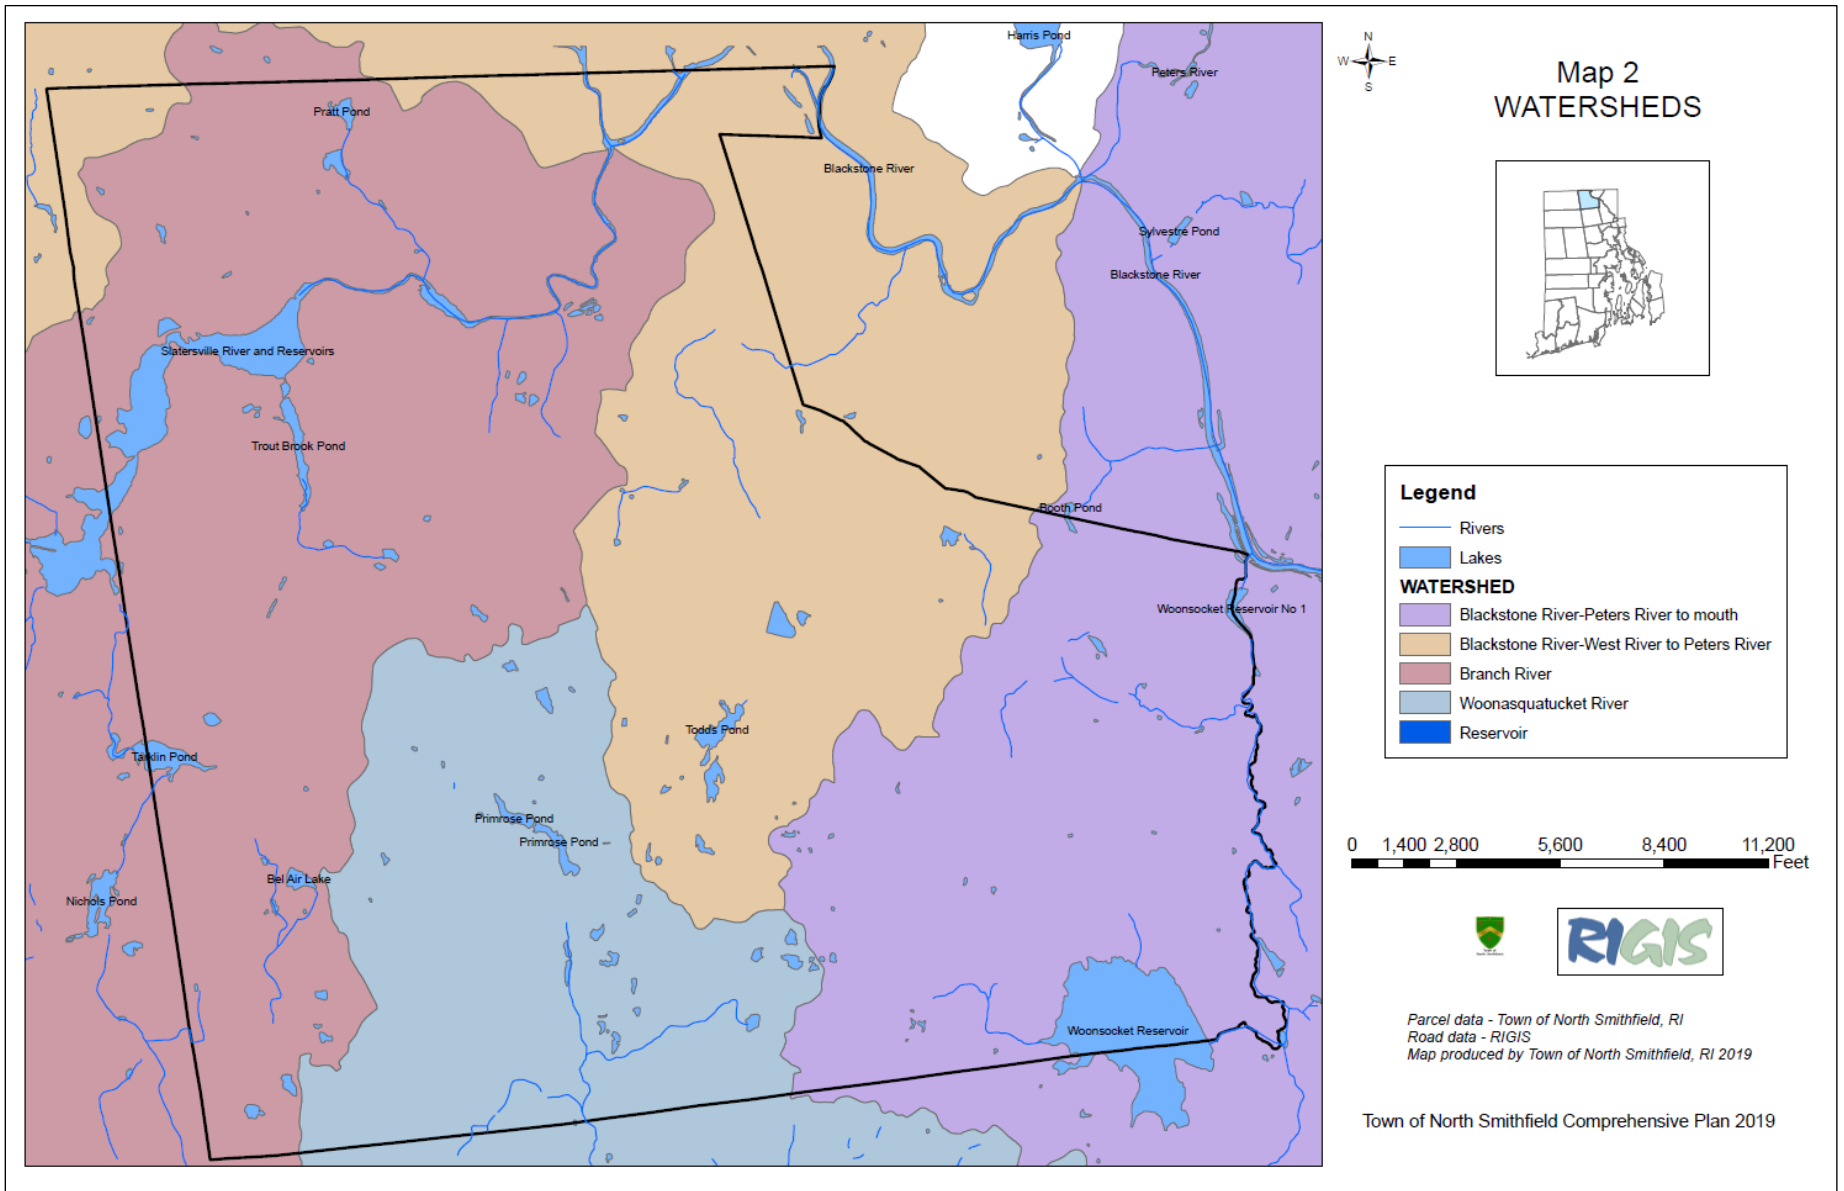 Harris Pond
Peters River
Pratt Pond
Blackstone River
Sylvestre Pond
Blackstone River
Slatersville River and Reservoirs
Trout Brook Pond
Booth Pond
Woonsocket Reservoir No 1
Todds Pond
Tarklin Pond
Primrose Pond
Primrose Pond
Bel Air Lake
Nichols Pond
Woonsocket Reservoir
N
W E
S
Map 2
WATERSHEDS
Legend
Rivers
Lakes
WATERSHED
Blackstone River-Peters River to mouth
Blackstone River-West River to Peters River
Branch River
Woonasquatucket River
Reservoir
0 1,400 2,800 5,600 8,400 11,200
Feet
RIGIS
Parcel data - Town of North Smithfield, RI
Road data - RIGIS
Map produced by Town of North Smithfield, RI 2019
Town of North Smithfield Comprehensive Plan 2019